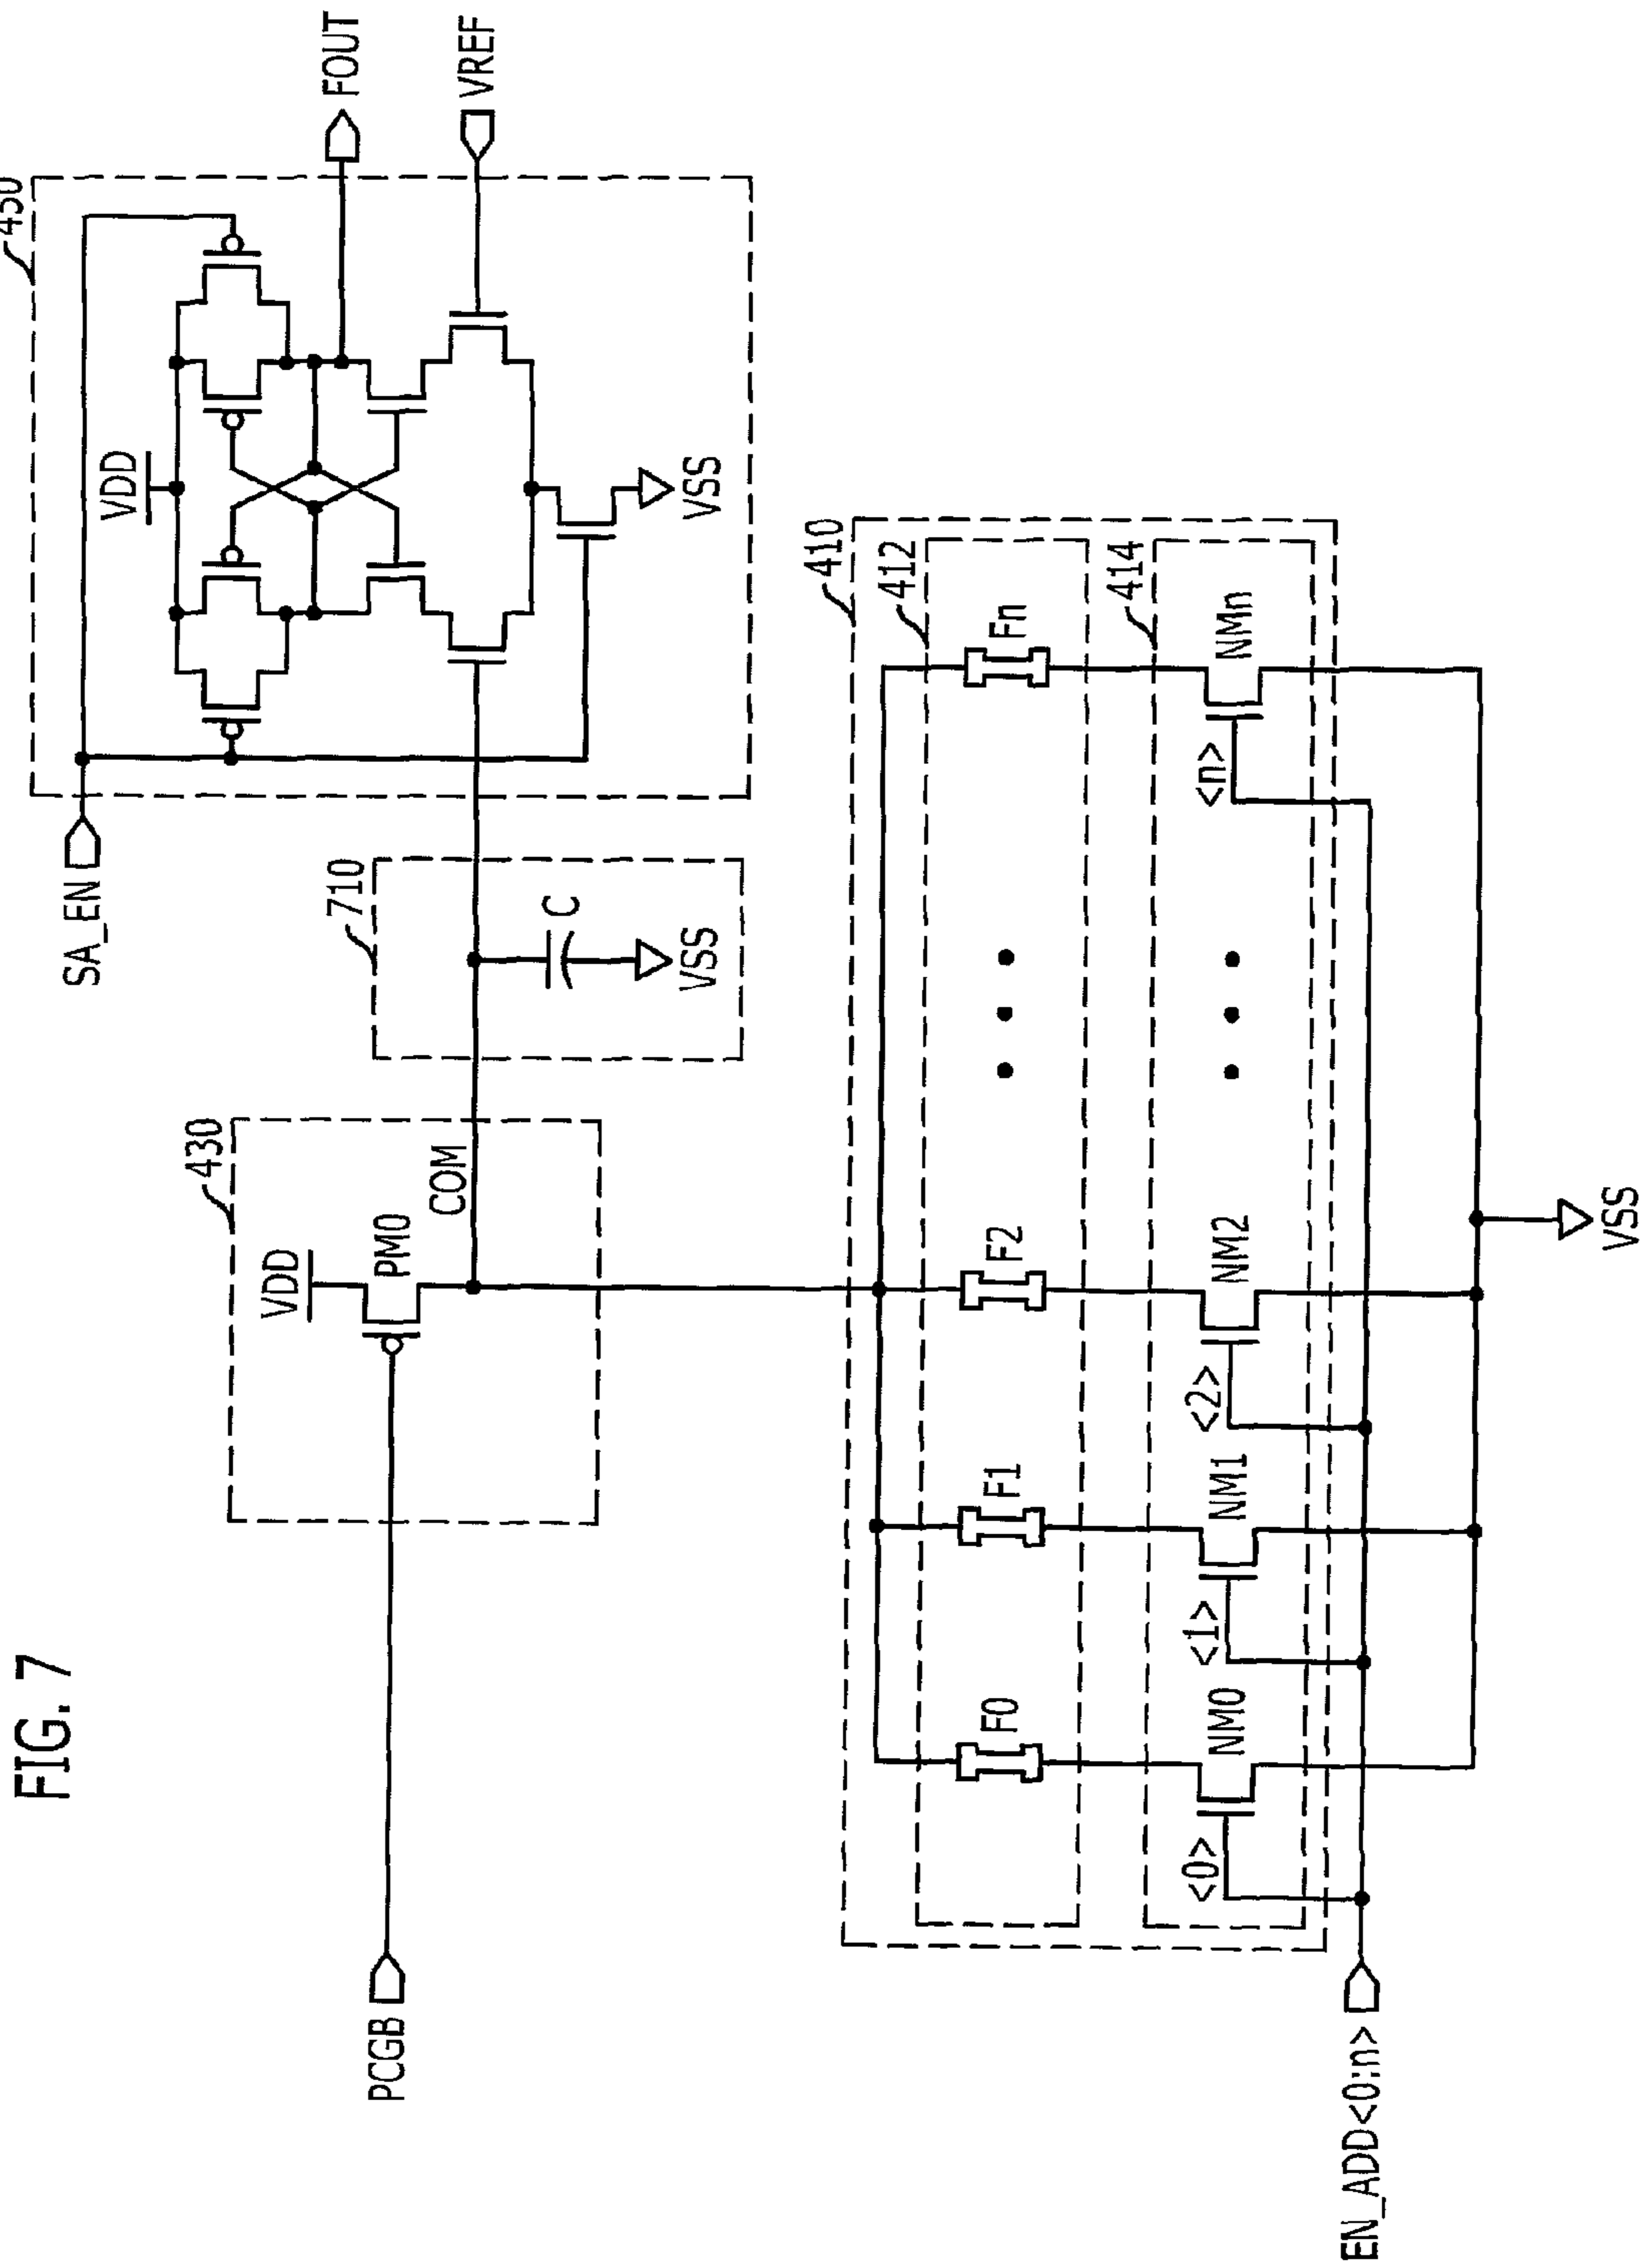 FIG. 7
450
SA_EN
VDD
430
VDD
FOUT
710
PCGB
PM0
COM
VREF
C
VSS
VSS
410
412
F0
F1
F2
Fn
414
<0>
NM0
<1>
NM1
<2>
NM2
<n>
NMn
EN_ADD<0:n>
VSS